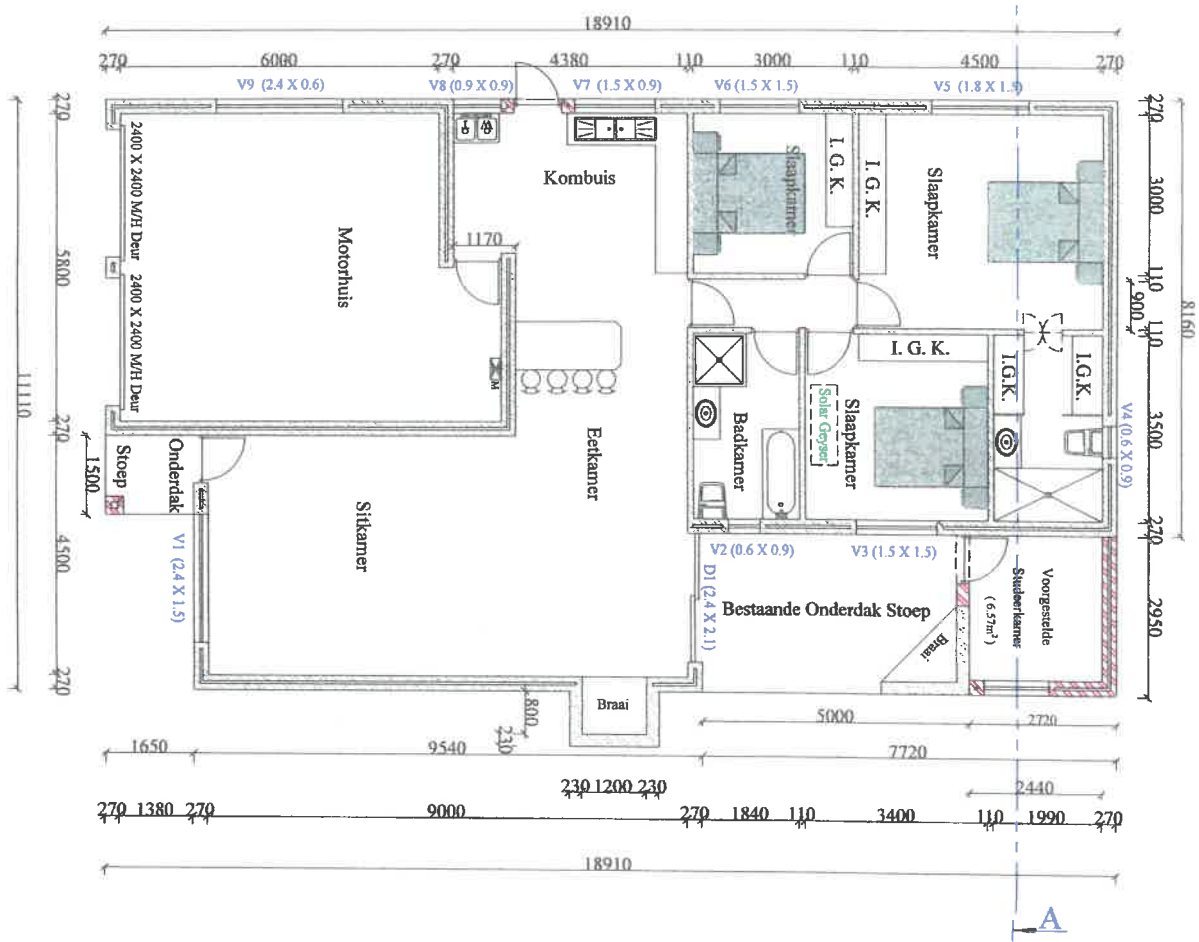 18910
270 6000 270 4380 110 3000 110 4500 270
V9 (2.4 X 0.6)
V8 (0.9 X 0.9)
V7 (1.5 X 0.9)
V6 (1.5 X 1.5)
V5 (1.8 X 1.5)
11110
270
5800
270
4500
270
2400 X 2400 M/H Deur
2400 X 2400 M/H Deur
Motorhuis
1170
M
Kombuis
Slaapkamer
I. G. K.
I. G. K.
Slaapkamer
270
3000
110
900
110
3500
270
2950
8160
I. G. K.
I.G.K.
I.G.K.
V4 (0.6 X 0.9)
Eetkamer
Badkamer
Solar Geyser
Slaapkamer
Stoep
Onderdak
1500
V1 (2.4 X 1.5)
Sitkamer
D1 (2.4 X 2.1)
V2 (0.6 X 0.9)
V3 (1.5 X 1.5)
Bestaande Onderdak Stoep
Braai
Voorgestelde
Studeerkamer
( 6.57m² )
Braai
800
230
5000 2720
1650 9540 7720
230 1200 230
2440
270 1380 270 9000 270 1840 110 3400 110 1990 270
18910
A